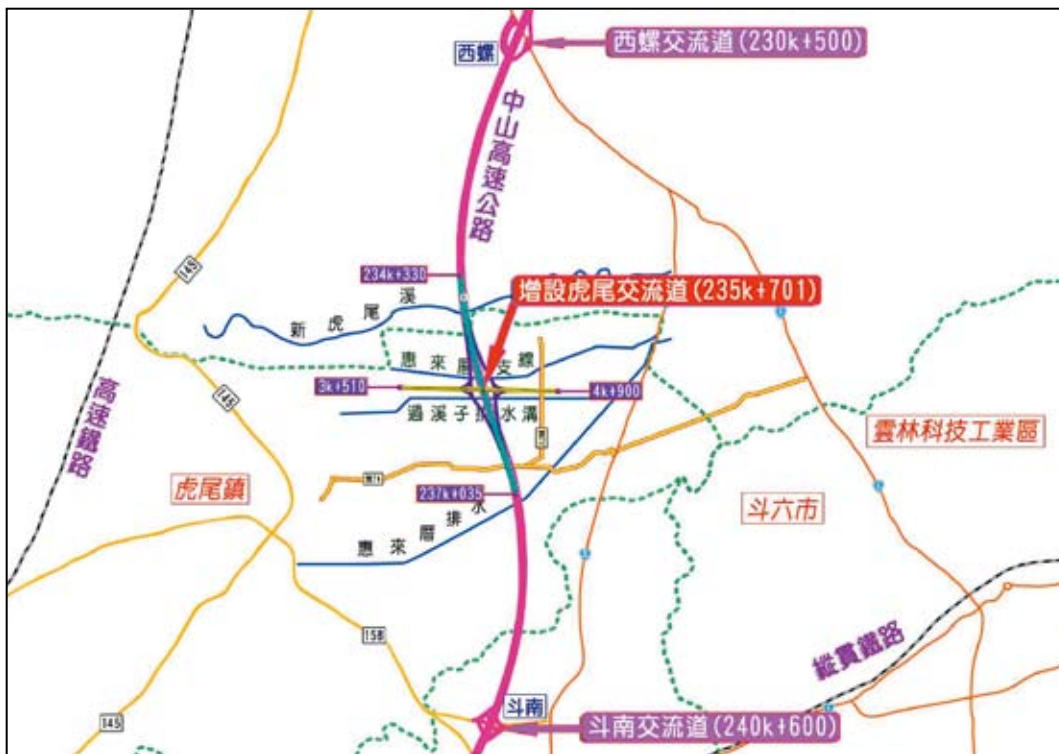 西螺
西螺交流道(230k+500)
中山高速公路
145
234k+330
增設虎尾交流道(235k+701)
新虎尾溪
惠來厝支線
3k+510
4k+900
高速鐵路
145
過溪子排水溝
雲林科技工業區
虎尾鎮
237k+035
斗六市
惠來厝排水
158
縱貫鐵路
145
斗南
斗南交流道(240k+600)